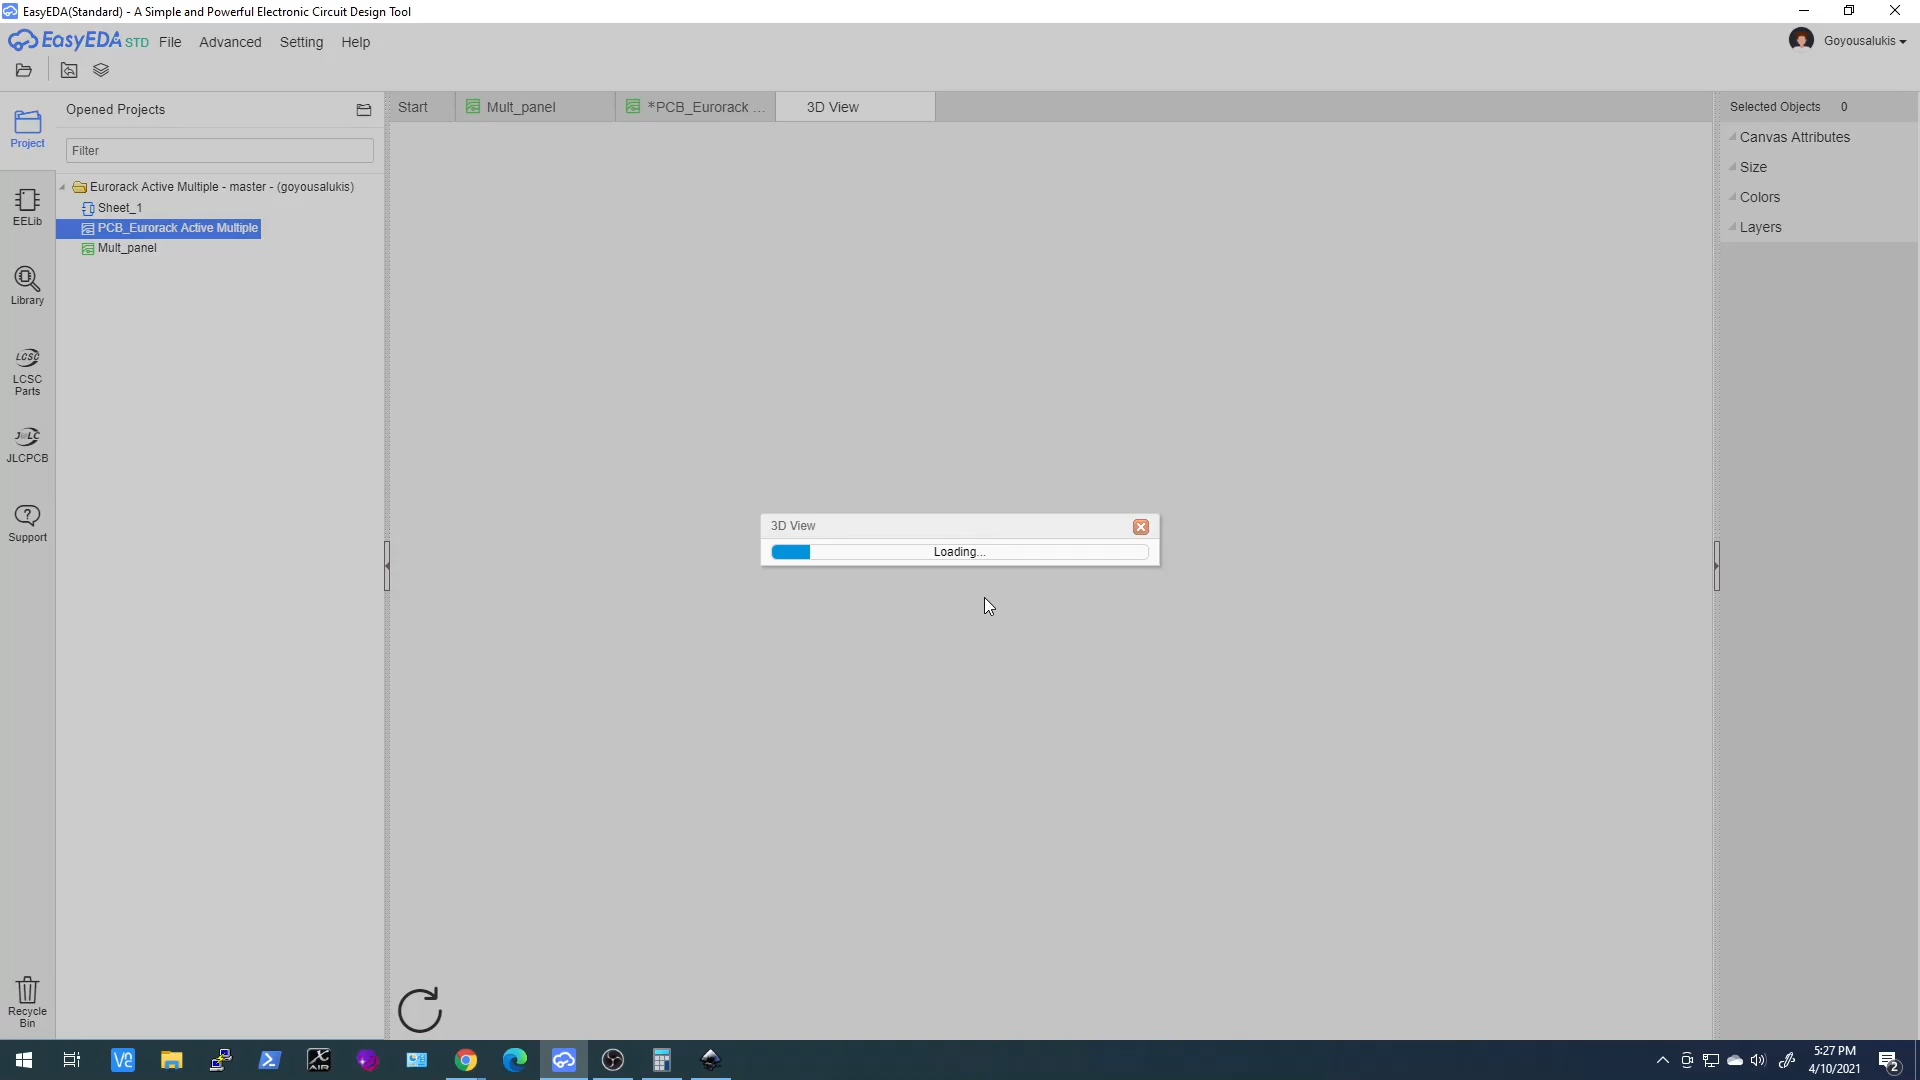 EasyEDA(Standard) - A Simple and Powerful Electronic Circuit Design Tool
EasyEDA STD File Advanced Setting Help
Goyousalukis
Opened Projects
Start
Mult_panel
*PCB_Eurorack ...
3D View
Selected Objects 0
Project
Filter
Canvas Attributes
Size
Colors
Layers
Eurorack Active Multiple - master - (goyousalukis)
Sheet_1
PCB_Eurorack Active Multiple
Mult_panel
EELib
Library
LCSC
LCSC
Parts
JLCPCB
Support
3D View
Loading...
Recycle
Bin
X AIR
5:27 PM
4/10/2021
2